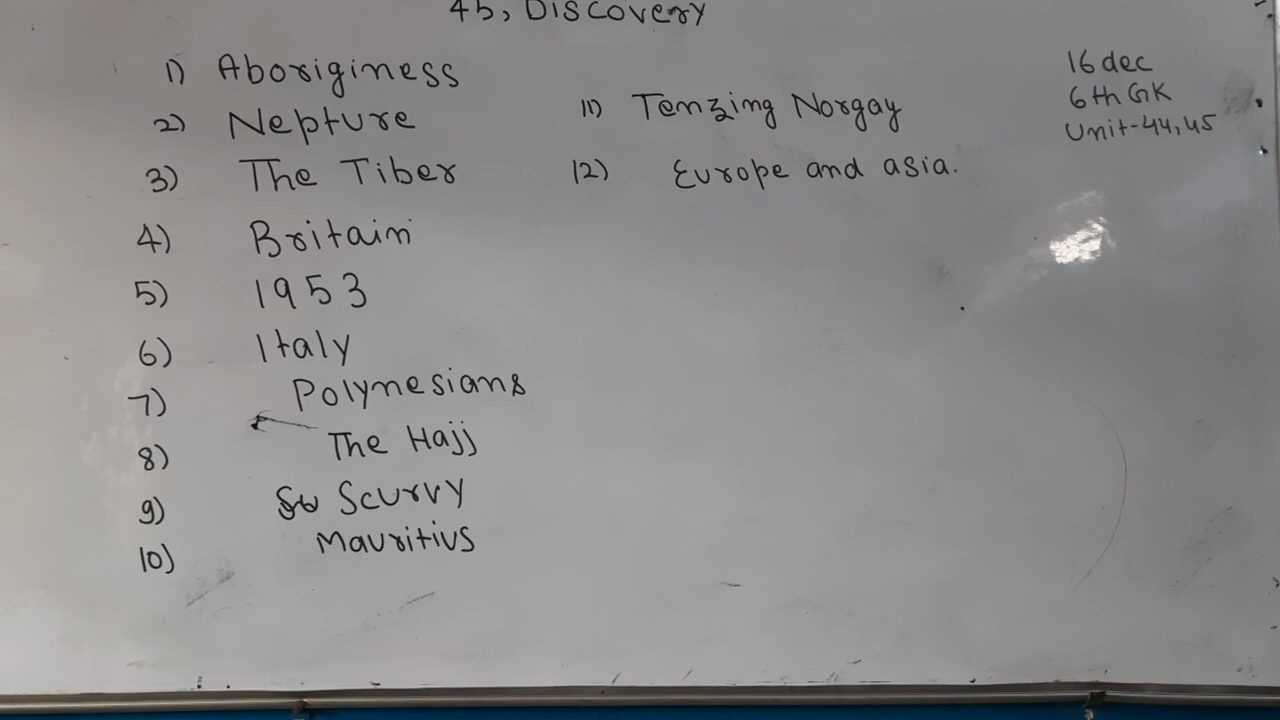 45, Discovery
1) Aboriginess
2) Nepture
3) The Tiber
4) Britain
5) 1953
6) Italy
7) Polynesians
8) The Hajj
9) Scurvy
10) Mauritius
11) Tenzing Norgay
12) Europe and asia.
16 dec
6th GK
Unit-44,45